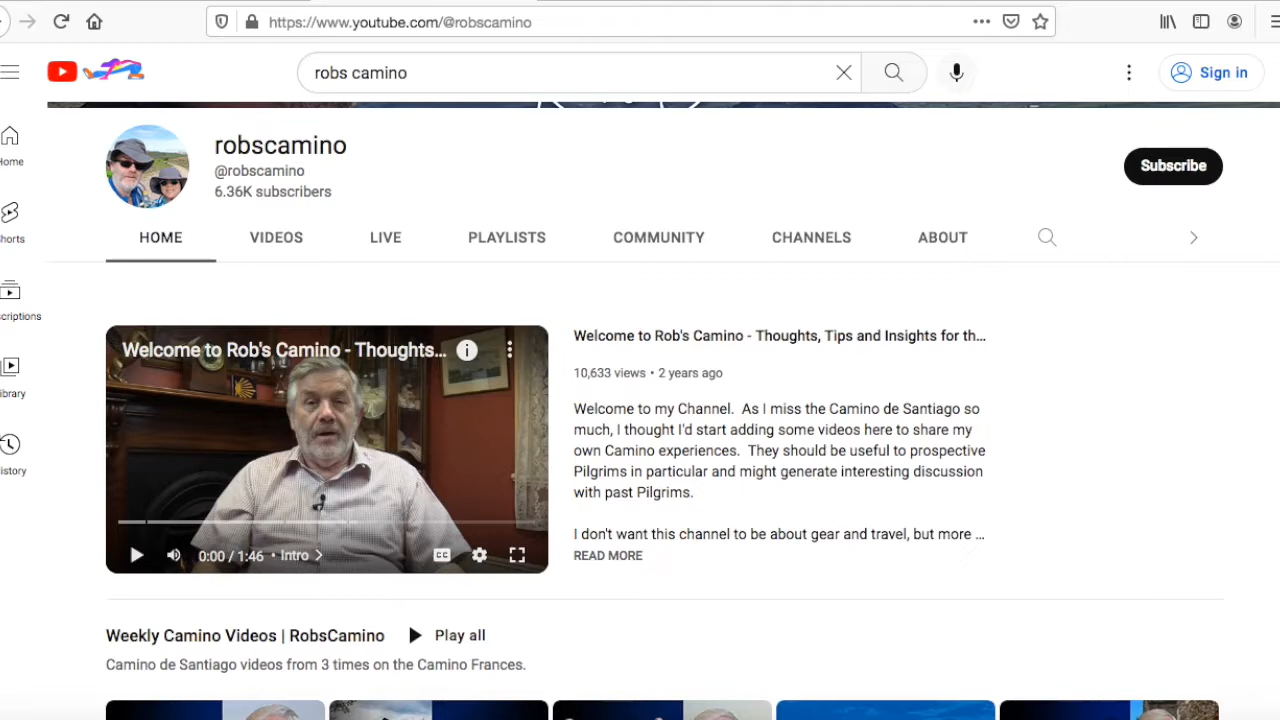 https://www.youtube.com/@robscamino
robs camino
Sign in
Home
horts
criptions
ibrary
istory
robscamino
@robscamino
6.36K subscribers
Subscribe
HOME VIDEOS LIVE PLAYLISTS COMMUNITY CHANNELS ABOUT
Welcome to Rob's Camino - Thoughts...
0:00 / 1:46 • Intro
CC
Welcome to Rob's Camino - Thoughts, Tips and Insights for th...
10,633 views • 2 years ago
Welcome to my Channel. As I miss the Camino de Santiago so
much, I thought I'd start adding some videos here to share my
own Camino experiences. They should be useful to prospective
Pilgrims in particular and might generate interesting discussion
with past Pilgrims.
I don't want this channel to be about gear and travel, but more ...
READ MORE
Weekly Camino Videos | RobsCamino Play all
Camino de Santiago videos from 3 times on the Camino Frances.